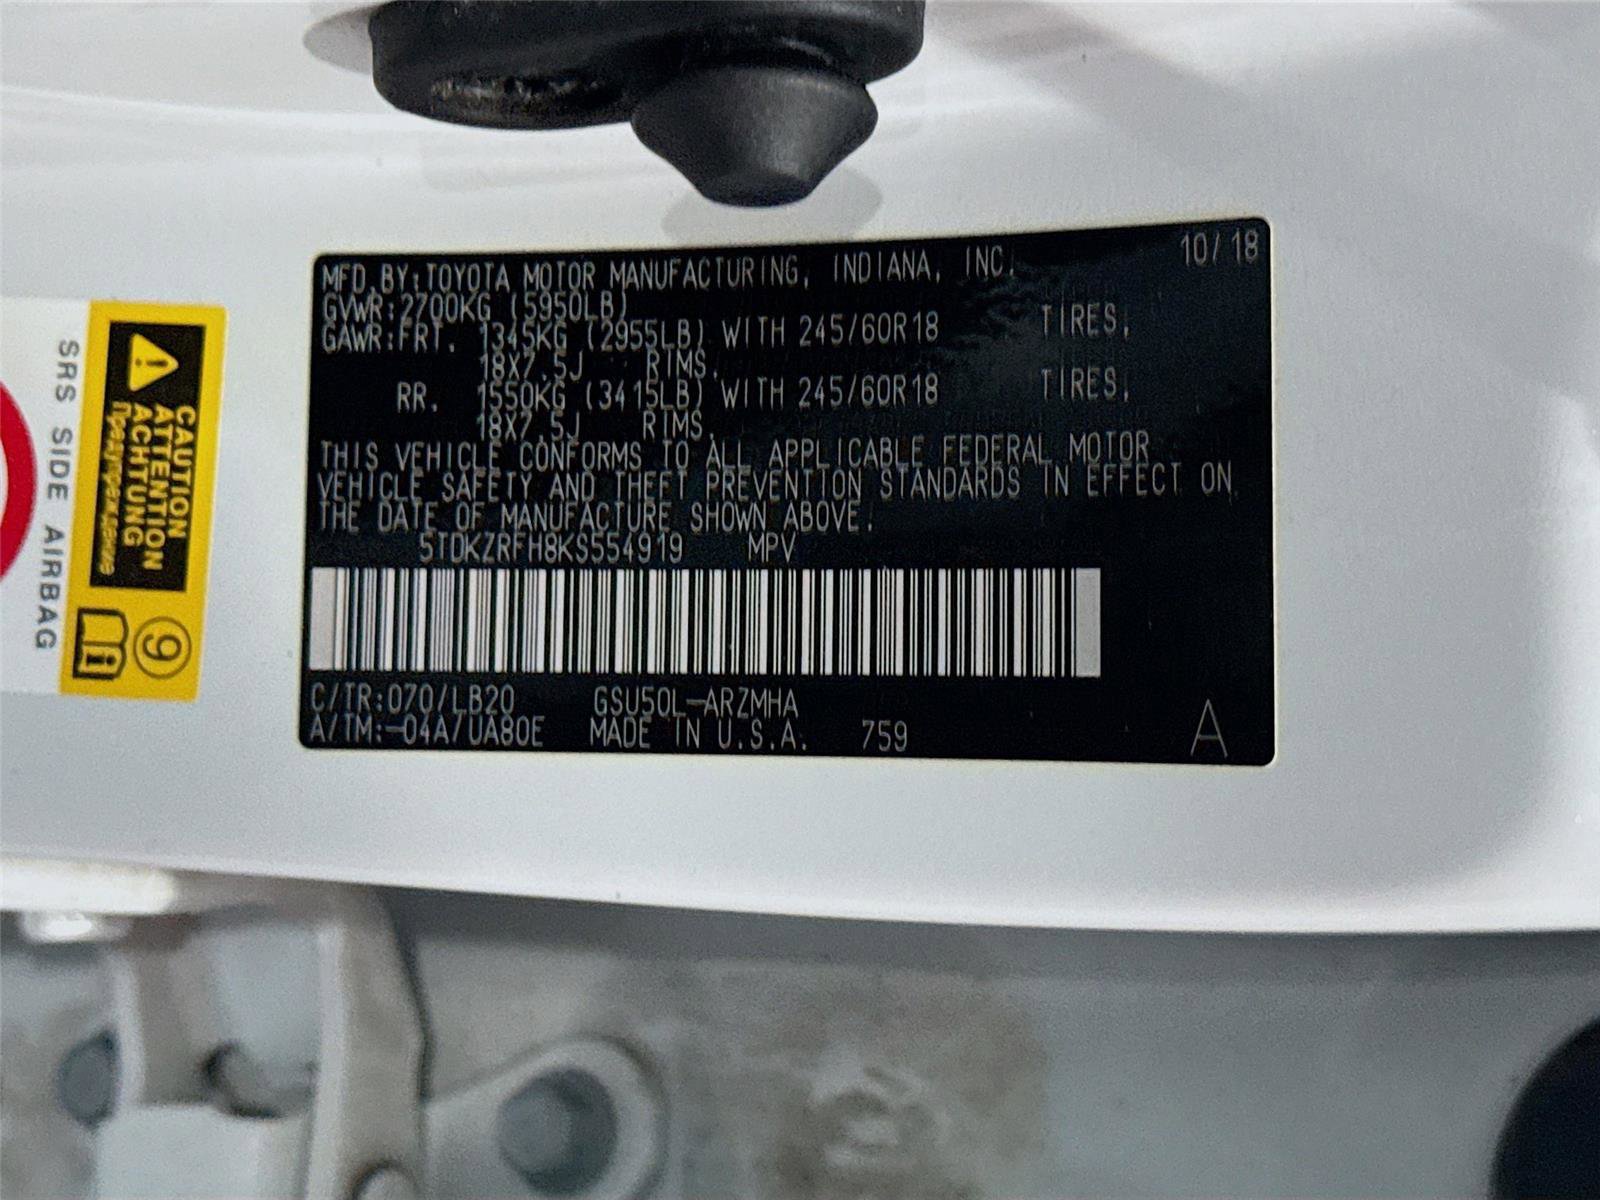 MFD.BY:TOYOTA MOTOR MANUFACTURING, INDIANA, INC. 10/18
GVWR:2700KG (5950LB)
GAWR:FRT. 1345KG (2955LB) WITH 245/60R18 TIRES,
18X7.5J RIMS.
RR. 1550KG (3415LB) WITH 245/60R18 TIRES,
18X7.5J RIMS.
THIS VEHICLE CONFORMS TO ALL APPLICABLE FEDERAL MOTOR
VEHICLE SAFETY AND THEFT PREVENTION STANDARDS IN EFFECT ON
THE DATE OF MANUFACTURE SHOWN ABOVE.
5TDKZRFH8KS554919 MPV
C/TR:070/LB20 GSU50L-ARZMHA
A/TM:-04A/UA80E MADE IN U.S.A. 759 A
CAUTION
ATTENTION
ACHTUNG
Предупреждение
9
i
SRS SIDE AIRBAG